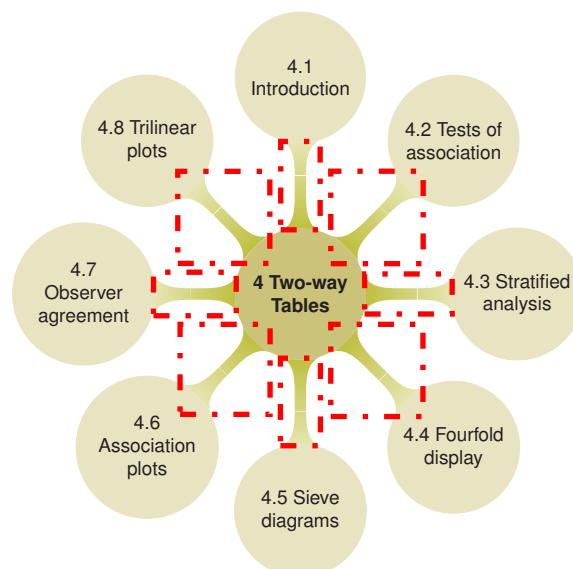 4.1
Introduction
4.2 Tests of
association
4.3 Stratified
analysis
4.4 Fourfold
display
4.5 Sieve
diagrams
4.6
Association
plots
4.7
Observer
agreement
4.8 Trilinear
plots
4 Two-way
Tables